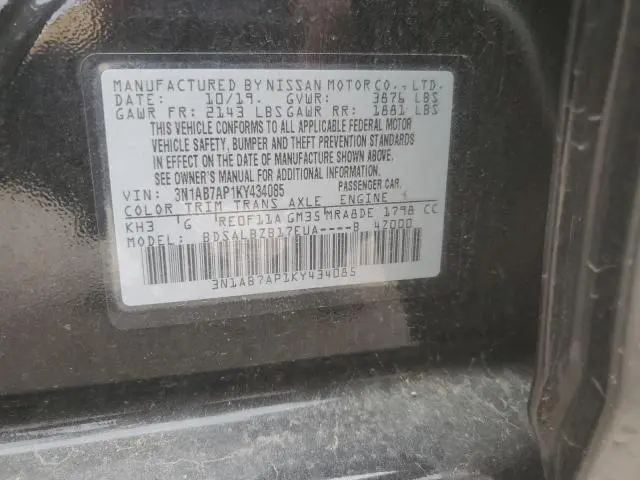 MANUFACTURED BY NISSAN MOTOR CO., LTD.
DATE: 10/19. GVWR: 3876 LBS
GAWR FR: 2143 LBS GAWR RR: 1881 LBS
THIS VEHICLE CONFORMS TO ALL APPLICABLE FEDERAL MOTOR
VEHICLE SAFETY, BUMPER AND THEFT PREVENTION STANDARDS
IN EFFECT ON THE DATE OF MANUFACTURE SHOWN ABOVE.
SEE OWNER'S MANUAL FOR ADDITIONAL INFORMATION
VIN: 3N1AB7AP1KY434085 PASSENGER CAR
COLOR TRIM TRANS AXLE ENGINE
KH3 G RE0F11A GM35 MRA8DE 1798 CC
MODEL: BDSALBZB17EUA----B 4Z000
3N1AB7AP1KY434085